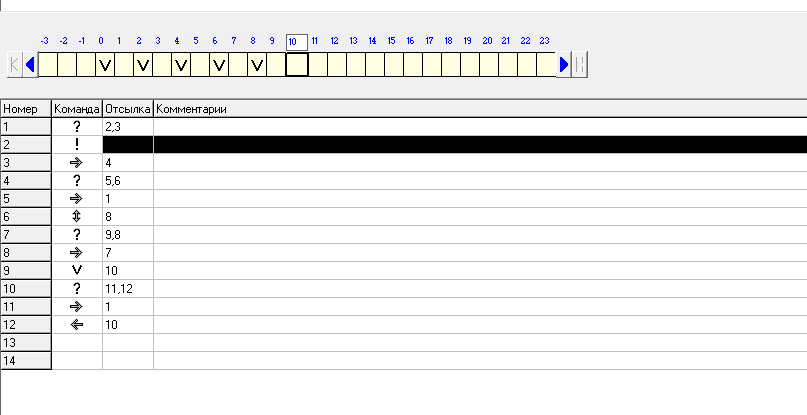 -3 -2 -1 0 1 2 3 4 5 6 7 8 9 10 11 12 13 14 15 16 17 18 19 20 21 22 23
V V V V V
Номер Команда Отсылка Комментарии
1 ? 2,3
2 !
3 → 4
4 ? 5,6
5 → 1
6 ↕ 8
7 ? 9,8
8 → 7
9 V 10
10 ? 11,12
11 → 1
12 ← 10
13
14